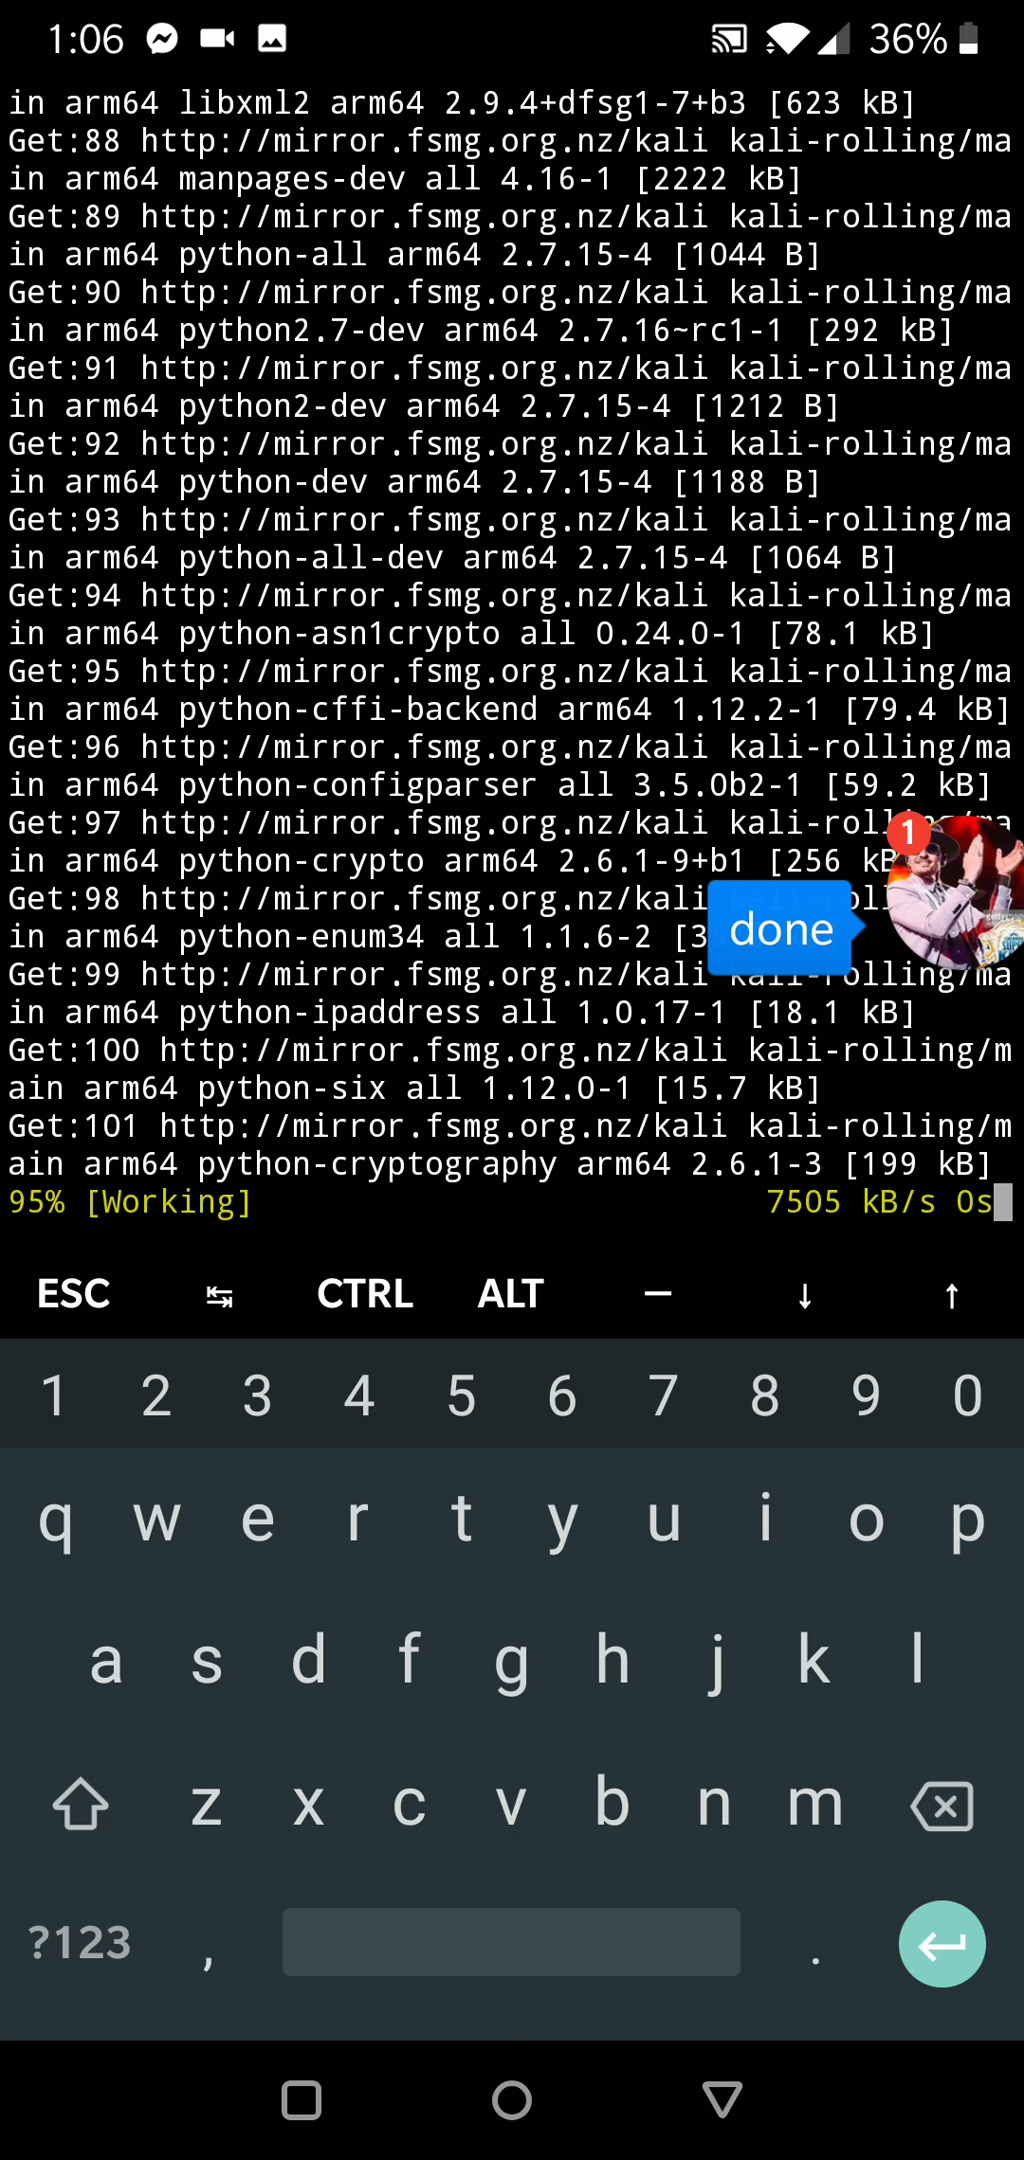 1:06 36%
in arm64 libxml2 arm64 2.9.4+dfsg1-7+b3 [623 kB]
Get:88 http://mirror.fsmg.org.nz/kali kali-rolling/ma
in arm64 manpages-dev all 4.16-1 [2222 kB]
Get:89 http://mirror.fsmg.org.nz/kali kali-rolling/ma
in arm64 python-all arm64 2.7.15-4 [1044 B]
Get:90 http://mirror.fsmg.org.nz/kali kali-rolling/ma
in arm64 python2.7-dev arm64 2.7.16~rc1-1 [292 kB]
Get:91 http://mirror.fsmg.org.nz/kali kali-rolling/ma
in arm64 python2-dev arm64 2.7.15-4 [1212 B]
Get:92 http://mirror.fsmg.org.nz/kali kali-rolling/ma
in arm64 python-dev arm64 2.7.15-4 [1188 B]
Get:93 http://mirror.fsmg.org.nz/kali kali-rolling/ma
in arm64 python-all-dev arm64 2.7.15-4 [1064 B]
Get:94 http://mirror.fsmg.org.nz/kali kali-rolling/ma
in arm64 python-asn1crypto all 0.24.0-1 [78.1 kB]
Get:95 http://mirror.fsmg.org.nz/kali kali-rolling/ma
in arm64 python-cffi-backend arm64 1.12.2-1 [79.4 kB]
Get:96 http://mirror.fsmg.org.nz/kali kali-rolling/ma
in arm64 python-configparser all 3.5.0b2-1 [59.2 kB]
Get:97 http://mirror.fsmg.org.nz/kali kali-rolling/ma
1
in arm64 python-crypto arm64 2.6.1-9+b1 [256 kB
Get:98 http://mirror.fsmg.org.nz/kali
done
in arm64 python-enum34 all 1.1.6-2 [3
Get:99 http://mirror.fsmg.org.nz/kali kali-rolling/ma
in arm64 python-ipaddress all 1.0.17-1 [18.1 kB]
Get:100 http://mirror.fsmg.org.nz/kali kali-rolling/m
ain arm64 python-six all 1.12.0-1 [15.7 kB]
Get:101 http://mirror.fsmg.org.nz/kali kali-rolling/m
ain arm64 python-cryptography arm64 2.6.1-3 [199 kB]
95% [Working] 7505 kB/s 0s
ESC CTRL ALT — ↓ ↑
1 2 3 4 5 6 7 8 9 0
q w e r t y u i o p
a s d f g h j k l
z x c v b n m
?123 , .